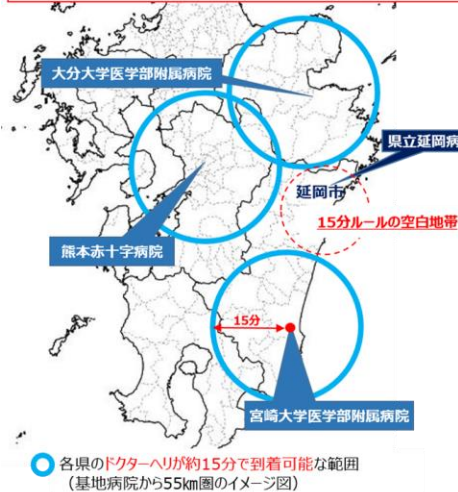 大分大学医学部附属病院
県立延岡病
延岡市
15分ルールの空白地帯
熊本赤十字病院
15分
宮崎大学医学部附属病院
各県のドクターヘリが約15分で到着可能な範囲
(基地病院から55km圏のイメージ図)